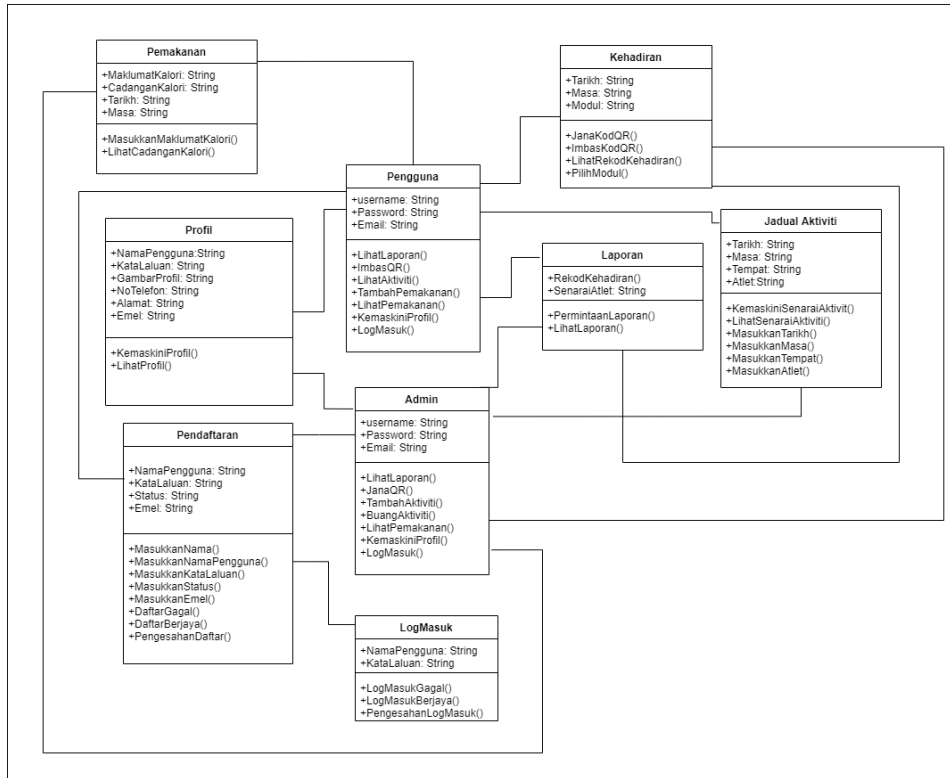 Pemakanan
+MaklumatKalori: String
+CadanganKalori: String
+Tarikh: String
+Masa: String
+MasukkanMaklumatKalori()
+LihatCadanganKalori()
Kehadiran
+Tarikh: String
+Masa: String
+Modul: String
+JanaKodQR()
+ImbasKodQR()
+LihatRekodKehadiran()
+PilihModul()
Pengguna
+username: String
+Password: String
+Email: String
+LihatLaporan()
+ImbasQR()
+LihatAktiviti()
+TambahPemakanan()
+LihatPemakanan()
+KemaskiniProfil()
+LogMasuk()
Profil
+NamaPengguna:String
+KataLaluan: String
+GambarProfil: String
+NoTelefon: String
+Alamat: String
+Emel: String
+KemaskiniProfil()
+LihatProfil()
Jadual Aktiviti
+Tarikh: String
+Masa: String
+Tempat: String
+Atlet:String
+KemaskiniSenaraiAktivit()
+LihatSenaraiAktiviti()
+MasukkanTarikh()
+MasukkanMasa()
+MasukkanTempat()
+MasukkanAtlet()
Laporan
+RekodKehadiran()
+SenaraiAtlet: String
+PermintaanLaporan()
+LihatLaporan()
Admin
+username: String
+Password: String
+Email: String
+LihatLaporan()
+JanaQR()
+TambahAktiviti()
+BuangAktiviti()
+LihatPemakanan()
+KemaskiniProfil()
+LogMasuk()
Pendaftaran
+NamaPengguna: String
+KataLaluan: String
+Status: String
+Emel: String
+MasukkanNama()
+MasukkanNamaPengguna()
+MasukkanKataLaluan()
+MasukkanStatus()
+MasukkanEmel()
+DaftarGagal()
+DaftarBerjaya()
+PengesahanDaftar()
LogMasuk
+NamaPengguna: String
+KataLaluan: String
+LogMasukGagal()
+LogMasukBerjaya()
+PengesahanLogMasuk()